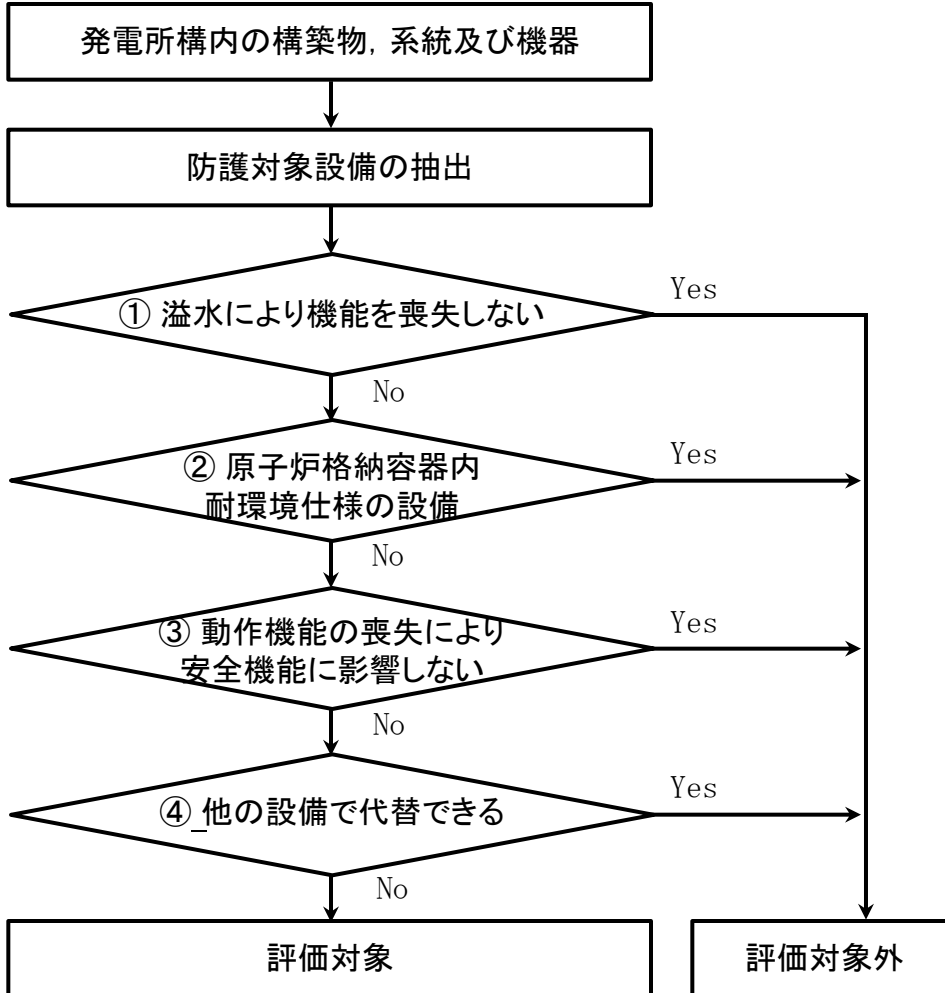 発電所構内の構築物，系統及び機器
防護対象設備の抽出
① 溢水により機能を喪失しない
Yes
No
② 原子炉格納容器内
耐環境仕様の設備
Yes
No
③ 動作機能の喪失により
安全機能に影響しない
Yes
No
④ 他の設備で代替できる
Yes
No
評価対象
評価対象外